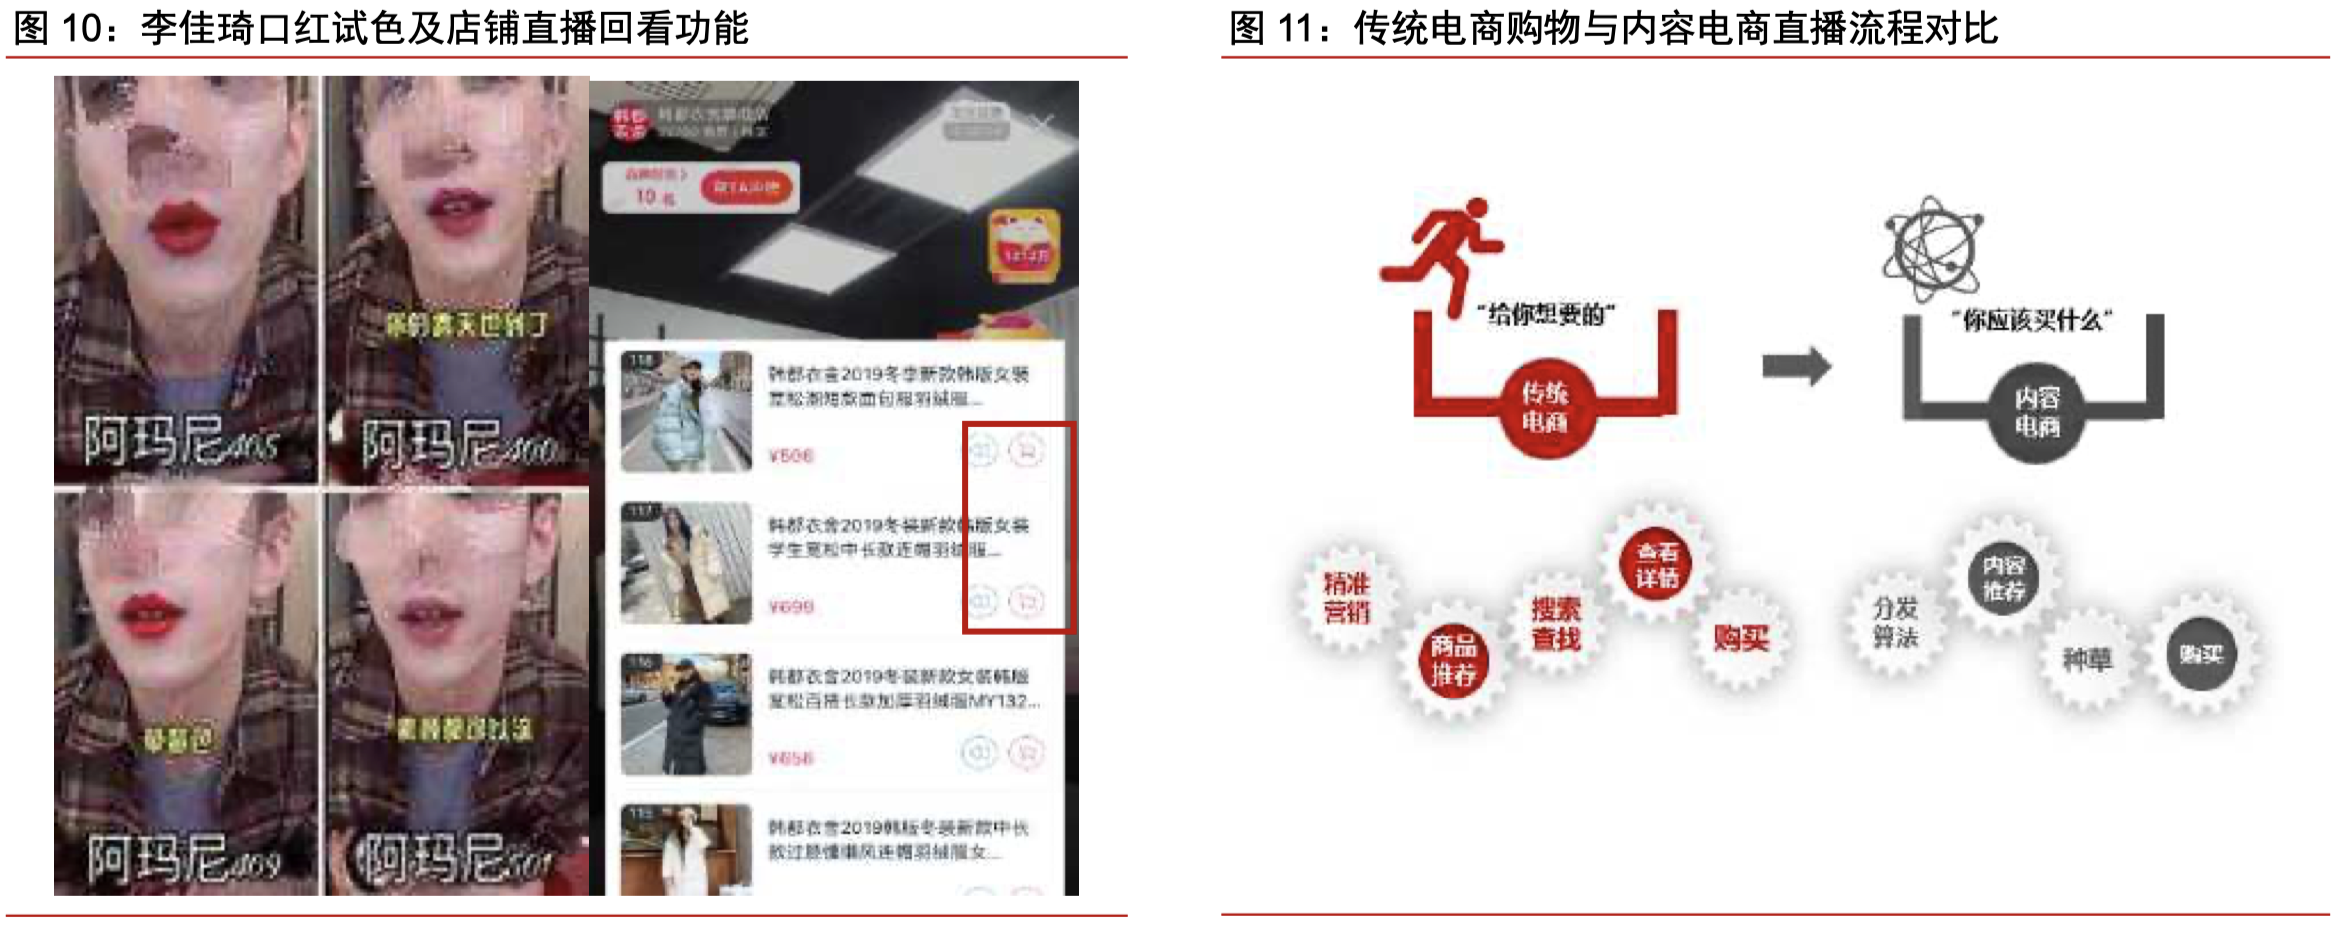 图 10：李佳琦口红试色及店铺直播回看功能
阿玛尼405
阿玛尼400
阿玛尼409
阿玛尼501
10
118
韩都衣舍2019冬季新款韩版女装
宽松潮短款面包服羽绒服...
117
韩都衣舍2019冬装新款韩版女装
学生宽松中长款连帽羽绒服...
¥699
116
韩都衣舍2019冬装新款女装韩版
宽松百搭长款加厚羽绒服MY132...
¥658
115
韩都衣舍2019韩版冬装新款中长
款过膝慵懒风连帽羽绒服女...
图 11：传统电商购物与内容电商直播流程对比
“给你想要的”
传统
电商
“你应该买什么”
内容
电商
精准
营销
商品
推荐
搜索
查找
查看
详情
购买
分发
算法
内容
推荐
种草
购买